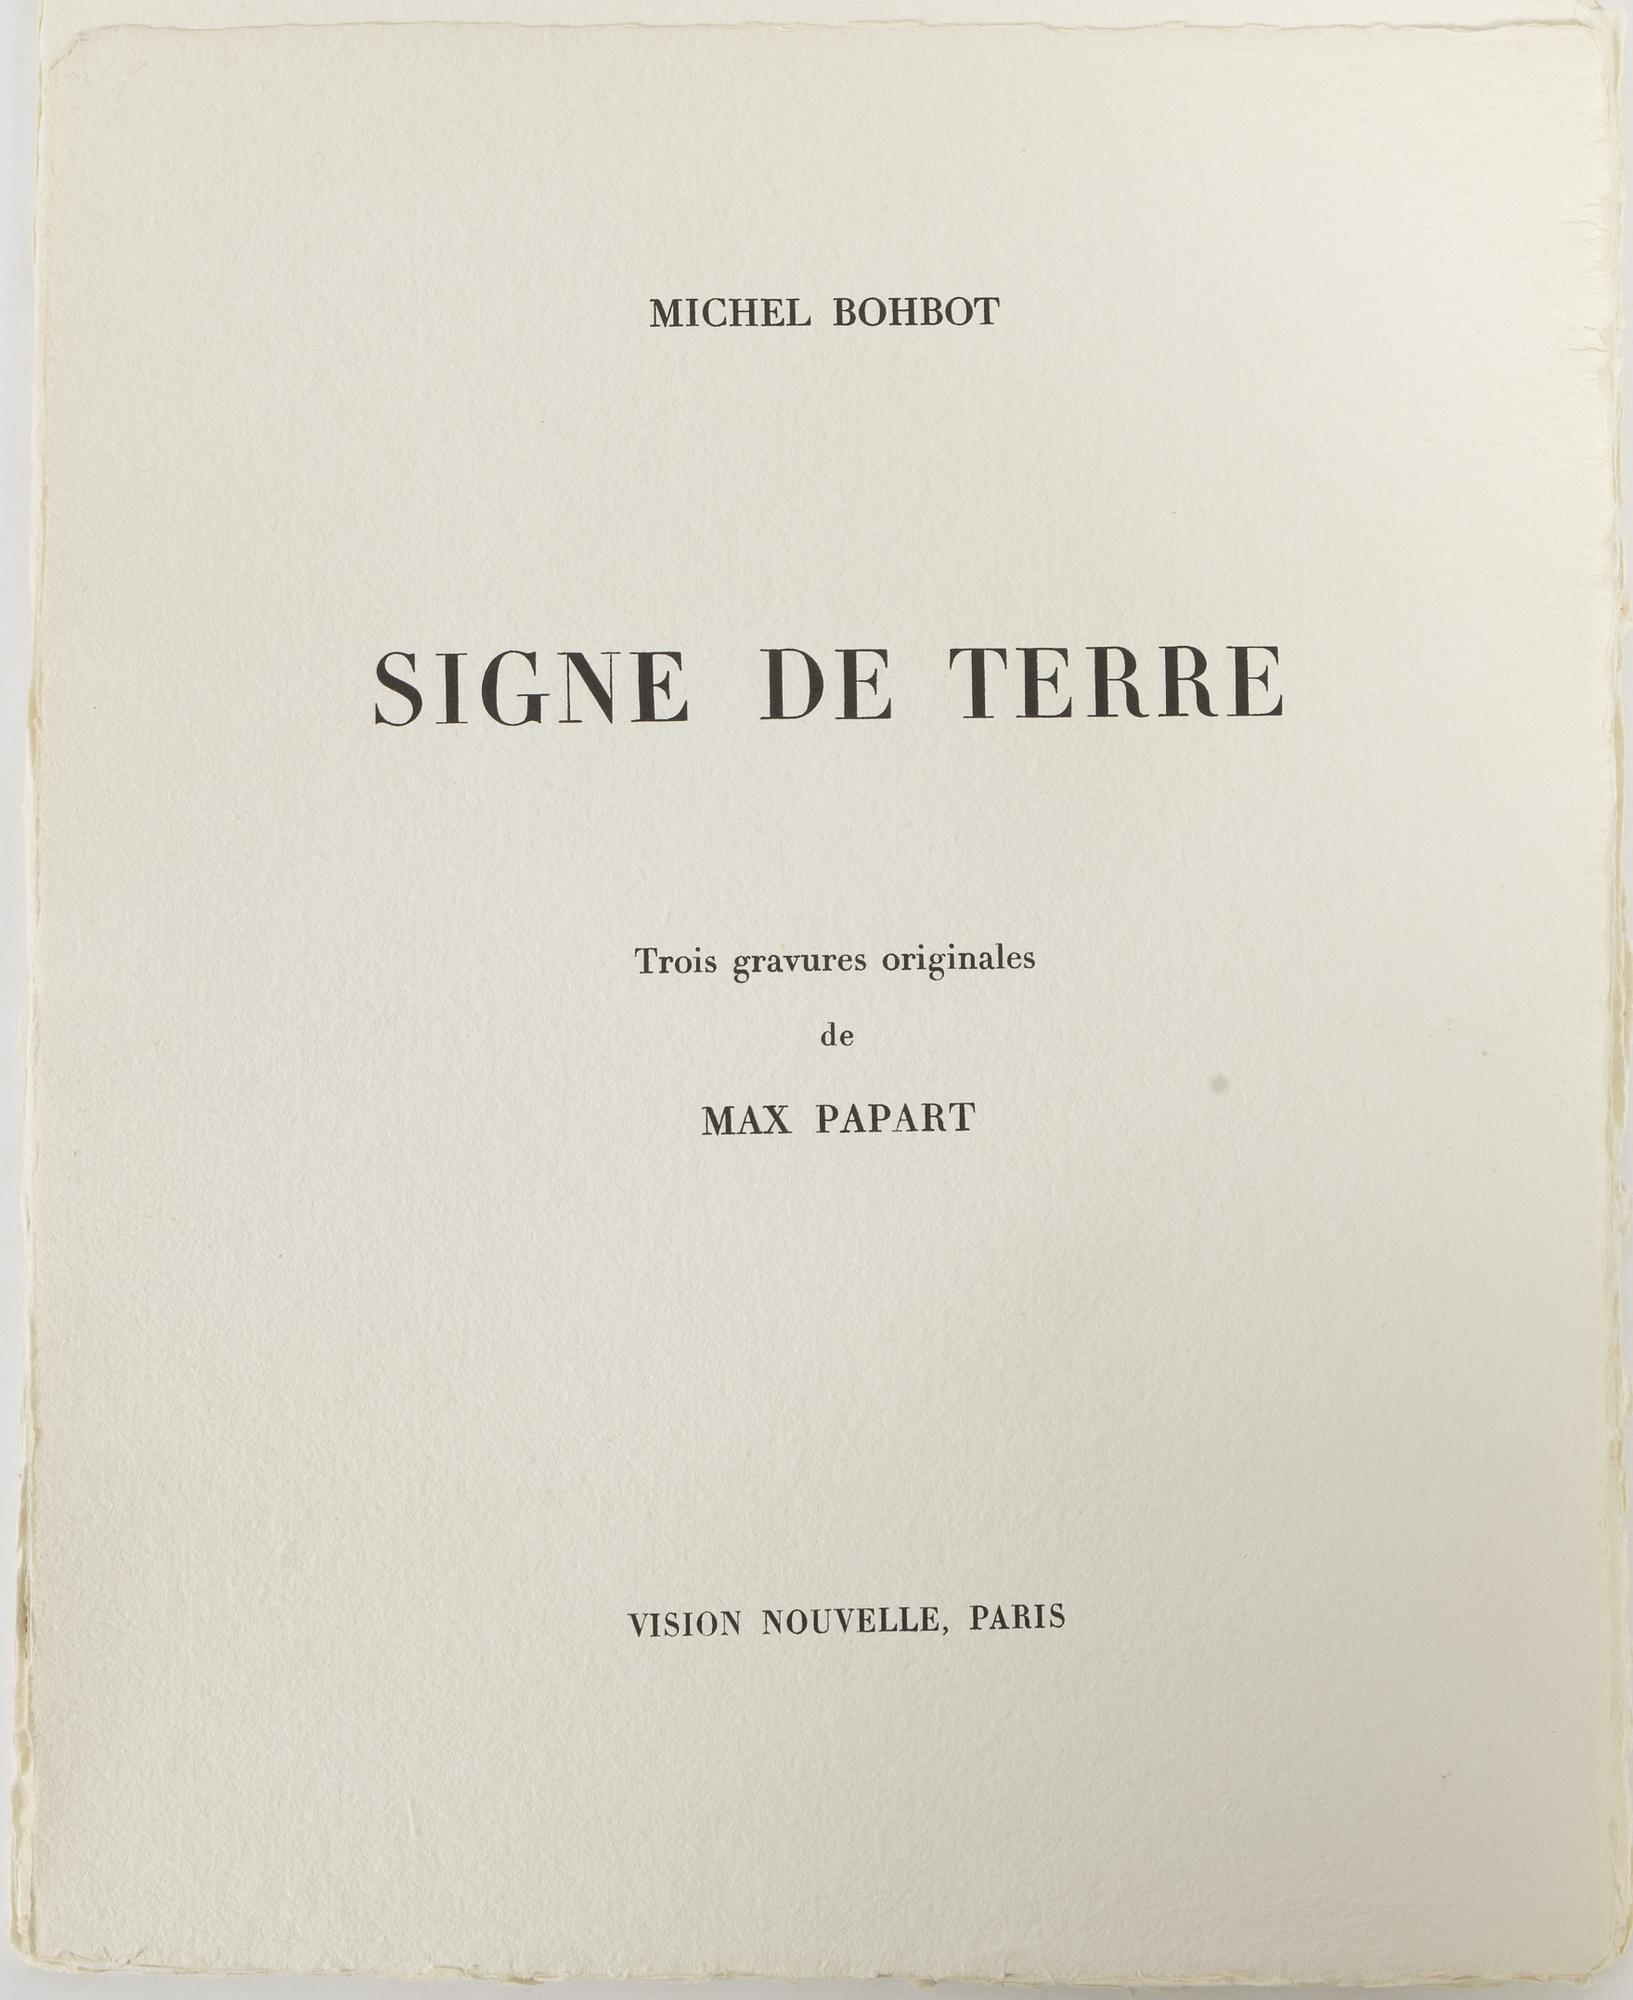 MICHEL BOHBOT
SIGNE DE TERRE
Trois gravures originales
de
MAX PAPART
VISION NOUVELLE, PARIS